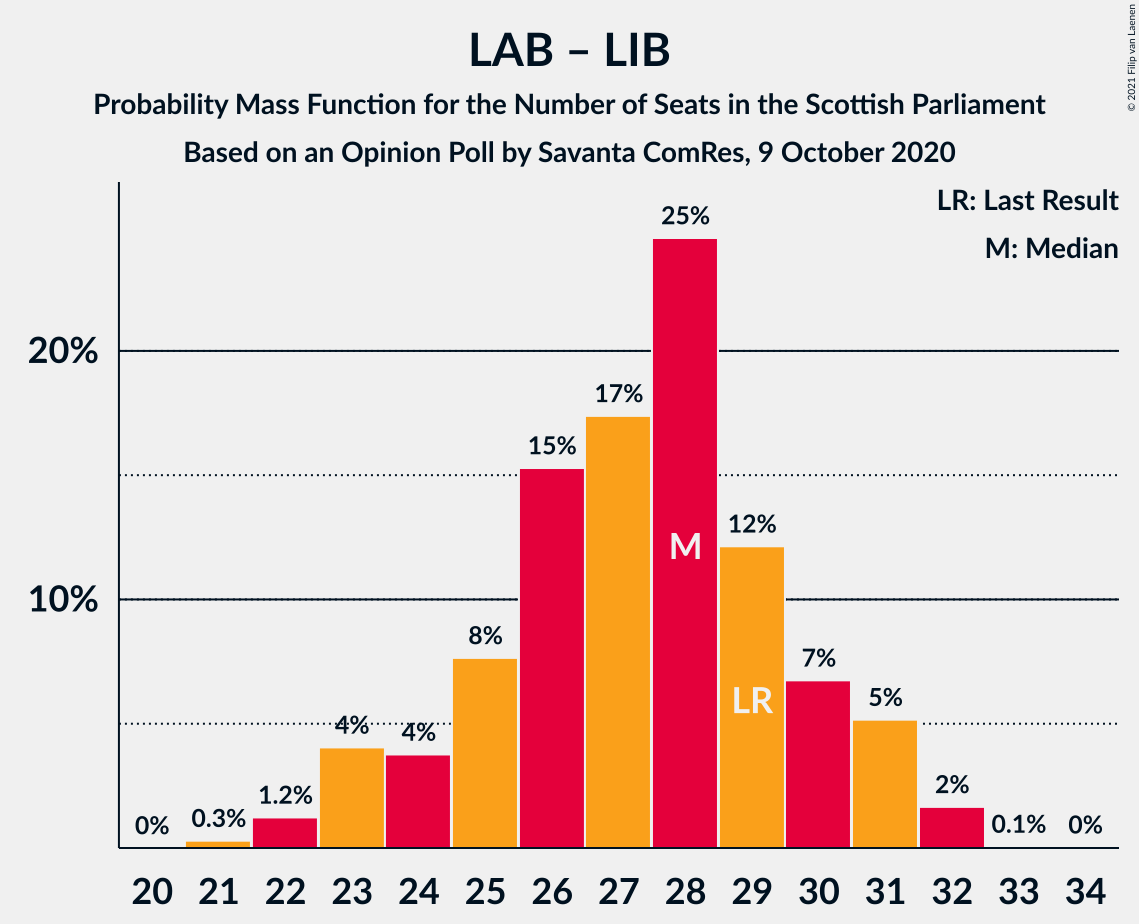 LAB – LIB
Probability Mass Function for the Number of Seats in the Scottish Parliament
Based on an Opinion Poll by Savanta ComRes, 9 October 2020
© 2021 Filip van Laenen
LR: Last Result
M: Median
20%
10%
0%
0.3%
1.2%
4%
4%
8%
15%
17%
25%
12%
7%
5%
2%
0.1%
0%
M
LR
20 21 22 23 24 25 26 27 28 29 30 31 32 33 34